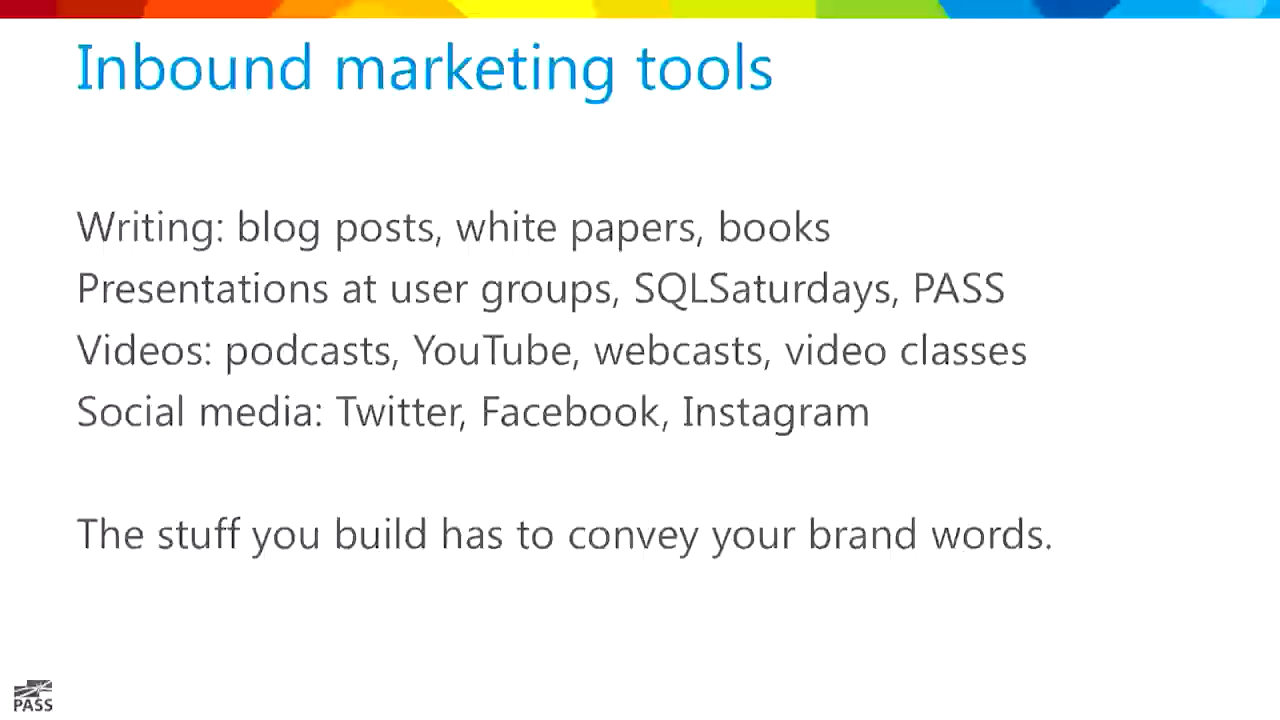 Inbound marketing tools
Writing: blog posts, white papers, books
Presentations at user groups, SQLSaturdays, PASS
Videos: podcasts, YouTube, webcasts, video classes
Social media: Twitter, Facebook, Instagram
The stuff you build has to convey your brand words.
PASS